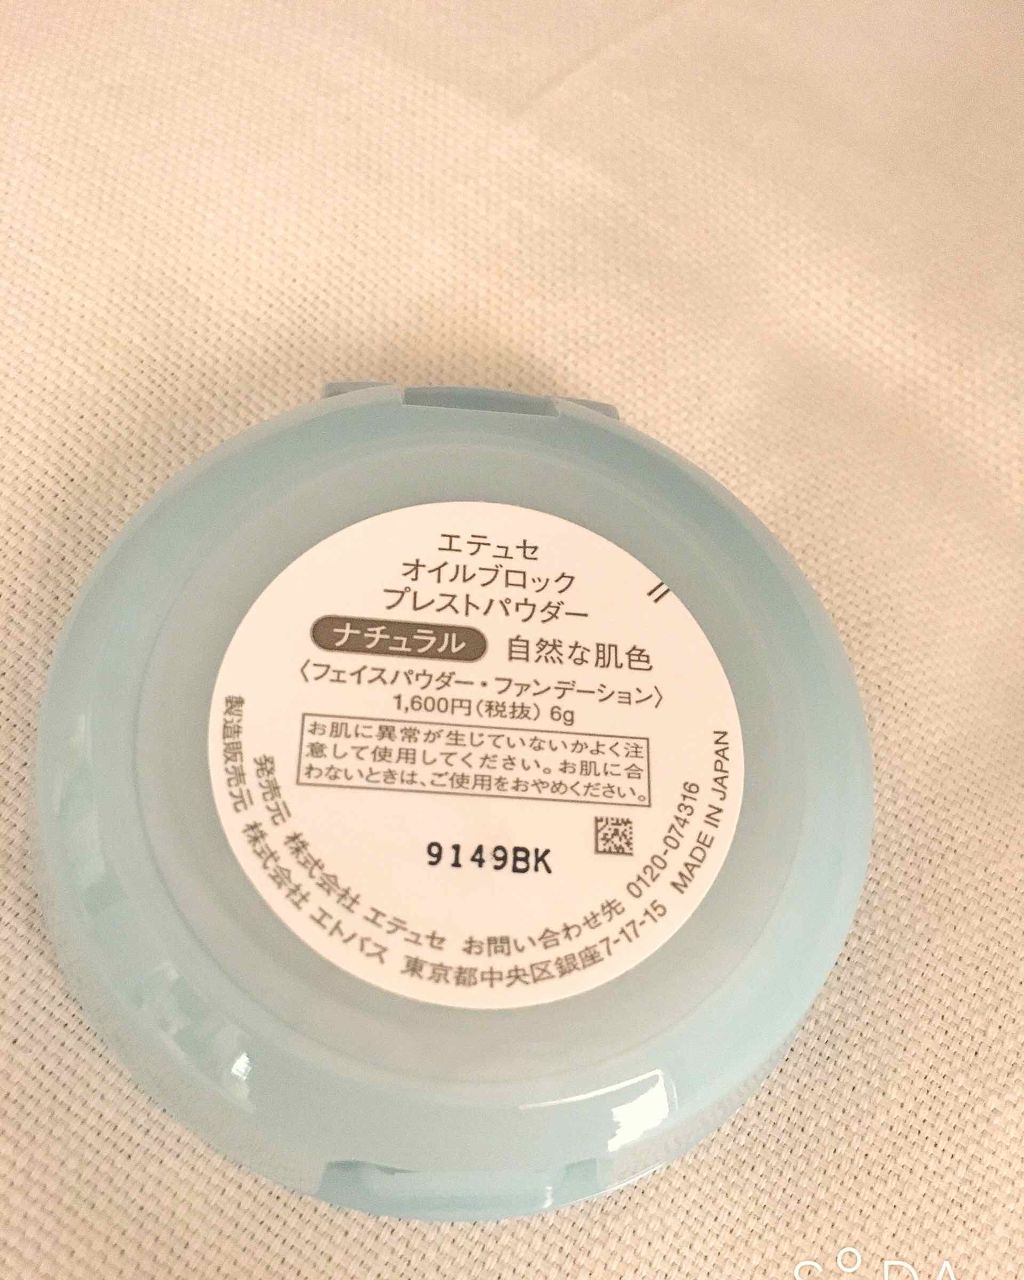 エテュセ
オイルブロック
プレストパウダー
ナチュラル 自然な肌色
〈フェイスパウダー・ファンデーション〉
1,600円(税抜) 6g
お肌に異常が生じていないかよく注
意して使用してください。お肌に合
わないときは、ご使用をおやめください。
9149BK
発売元 株式会社 エテュセ お問い合わせ先 0120-074316
製造販売元 株式会社 エトバス 東京都中央区銀座7-17-15 MADE IN JAPAN